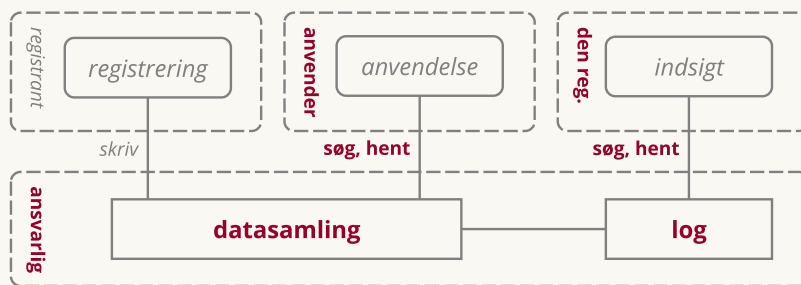 registrant
registrering
anvender
anvendelse
den reg.
indsigt
skriv
søg, hent
søg, hent
ansvarlig
datasamling
log